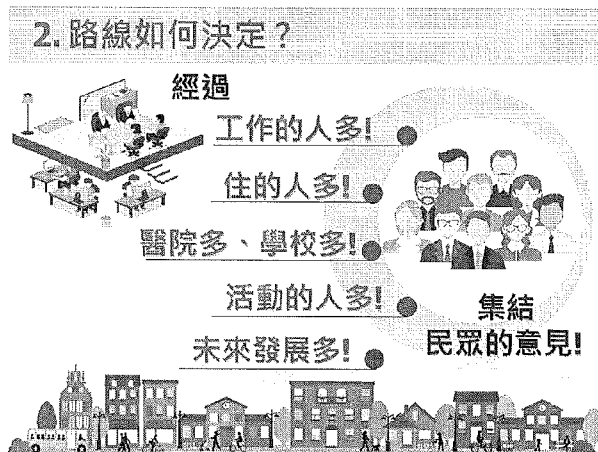 2.路線如何決定？
經過
工作的人多!
住的人多!
醫院多、學校多!
活動的人多!
未來發展多!
集結
民眾的意見!